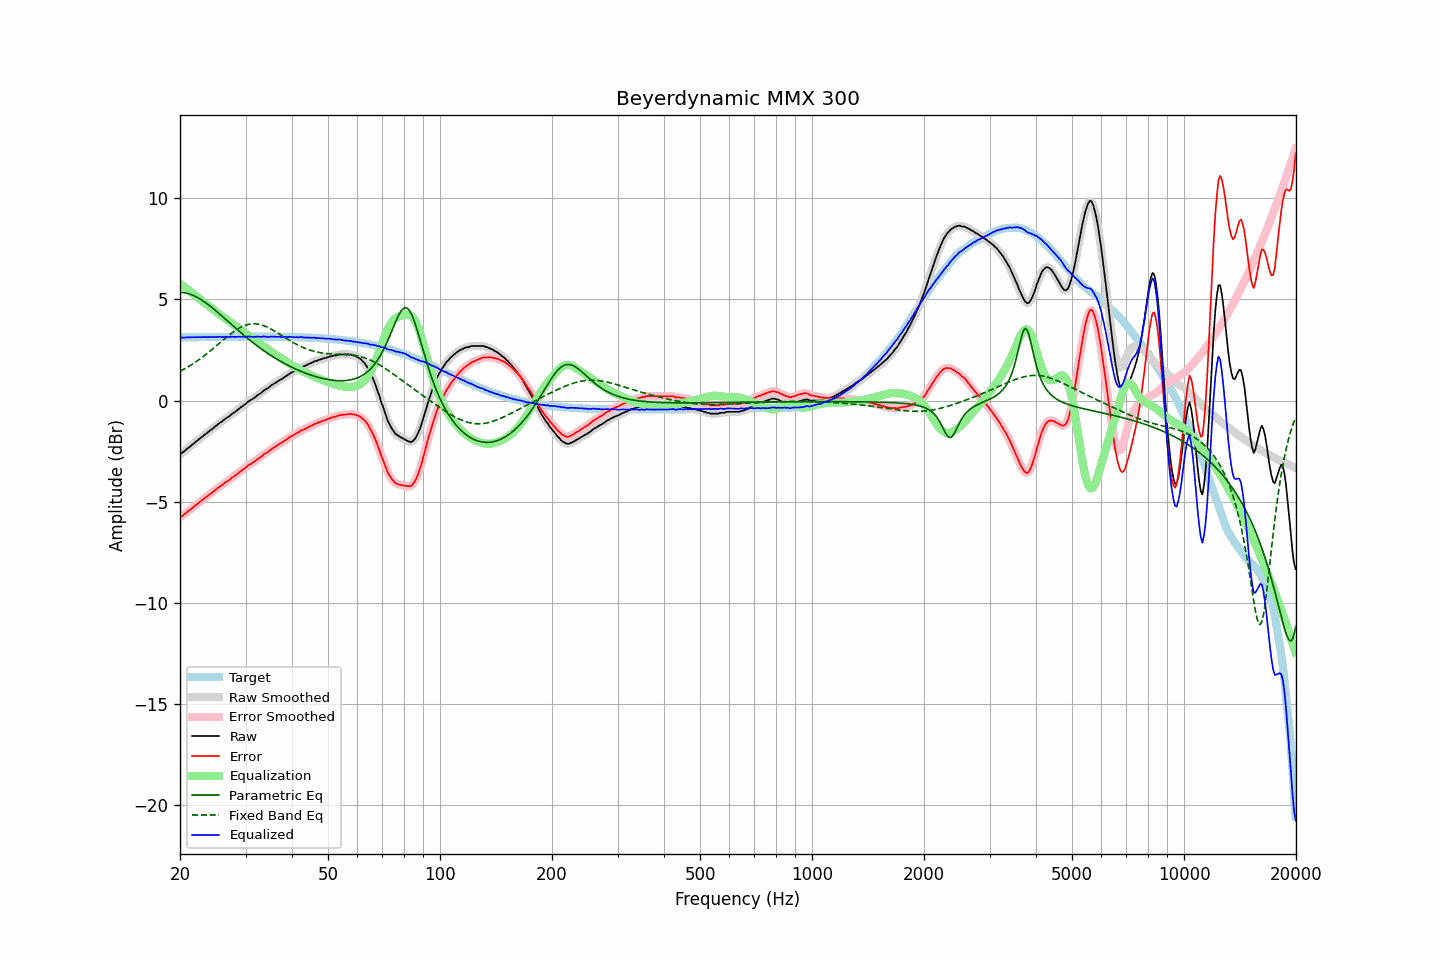 Beyerdynamic MMX 300
Amplitude (dBr)
10
5
0
−5
−10
−15
−20
Target
Raw Smoothed
Error Smoothed
Raw
Error
Equalization
Parametric Eq
Fixed Band Eq
Equalized
20 50 100 200 500 1000 2000 5000 10000 20000
Frequency (Hz)